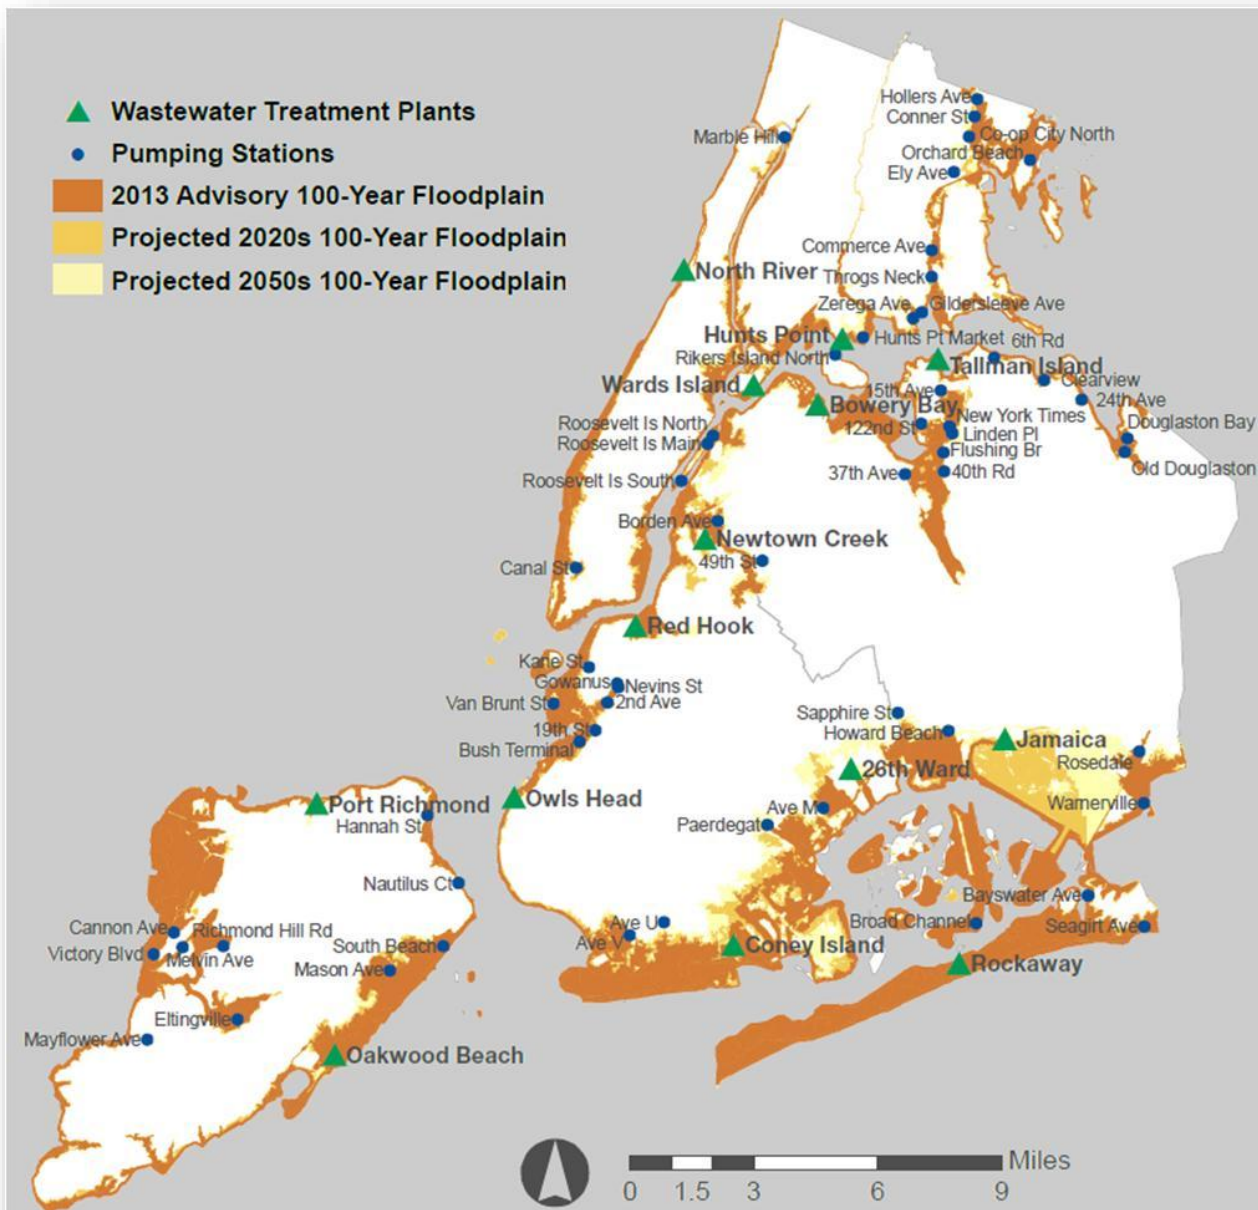 Wastewater Treatment Plants
Pumping Stations
2013 Advisory 100-Year Floodplain
Projected 2020s 100-Year Floodplain
Projected 2050s 100-Year Floodplain
Hollers Ave
Conner St
Marble Hill
Co-op City North
Orchard Beach
Ely Ave
Commerce Ave
North River
Throgs Neck
Zerega Ave
Gildersleeve Ave
Hunts Point
Hunts Pt Market
6th Rd
Rikers Island North
Tallman Island
Wards Island
Clearview
15th Ave
24th Ave
Bowery Bay
New York Times
Roosevelt Is North
122nd St
Linden Pl
Douglaston Bay
Roosevelt Is Main
Flushing Br
Old Douglaston
Roosevelt Is South
37th Ave
40th Rd
Borden Ave
Newtown Creek
49th St
Canal St
Red Hook
Kane St
Gowanus
Nevins St
Van Brunt St
2nd Ave
Sapphire St
19th St
Howard Beach
Bush Terminal
Jamaica
Rosedale
26th Ward
Port Richmond
Owls Head
Ave M
Warnerville
Hannah St
Paerdegat
Nautilus Ct
Bayswater Ave
Cannon Ave
Richmond Hill Rd
Ave U
Broad Channel
Seagirt Ave
Victory Blvd
Melvin Ave
South Beach
Ave V
Coney Island
Mason Ave
Rockaway
Eltingville
Mayflower Ave
Oakwood Beach
Miles
0 1.5 3 6 9